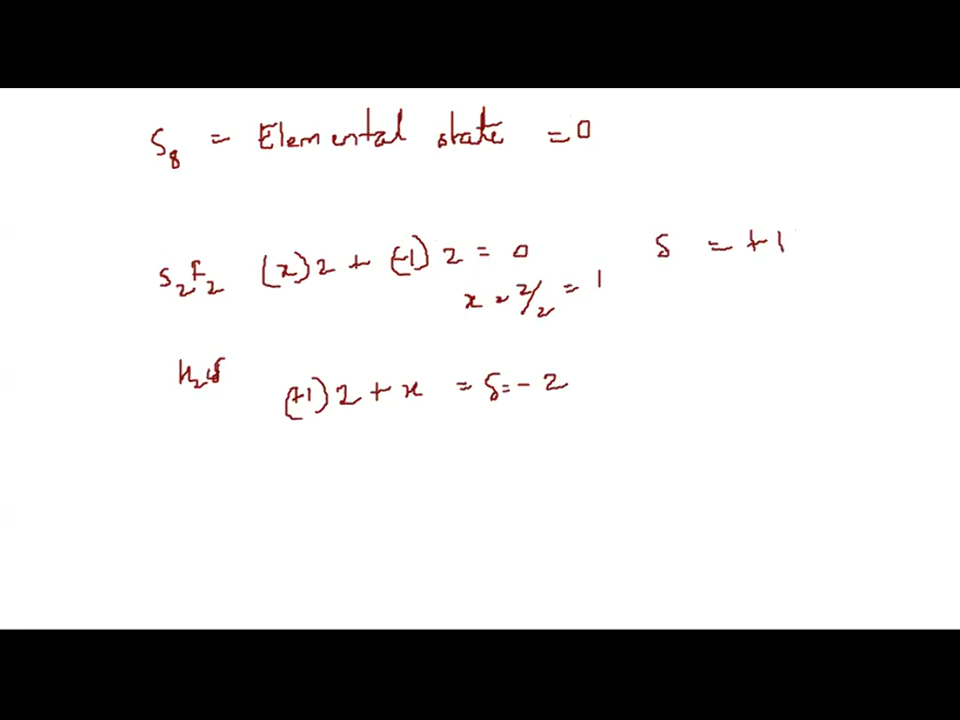 S₈ = Elemental state = 0
S₂F₂ (x)2 + (-1)2 = 0 S = +1
x = 2/2 = 1
H₂S (+1)2 + x = S = -2